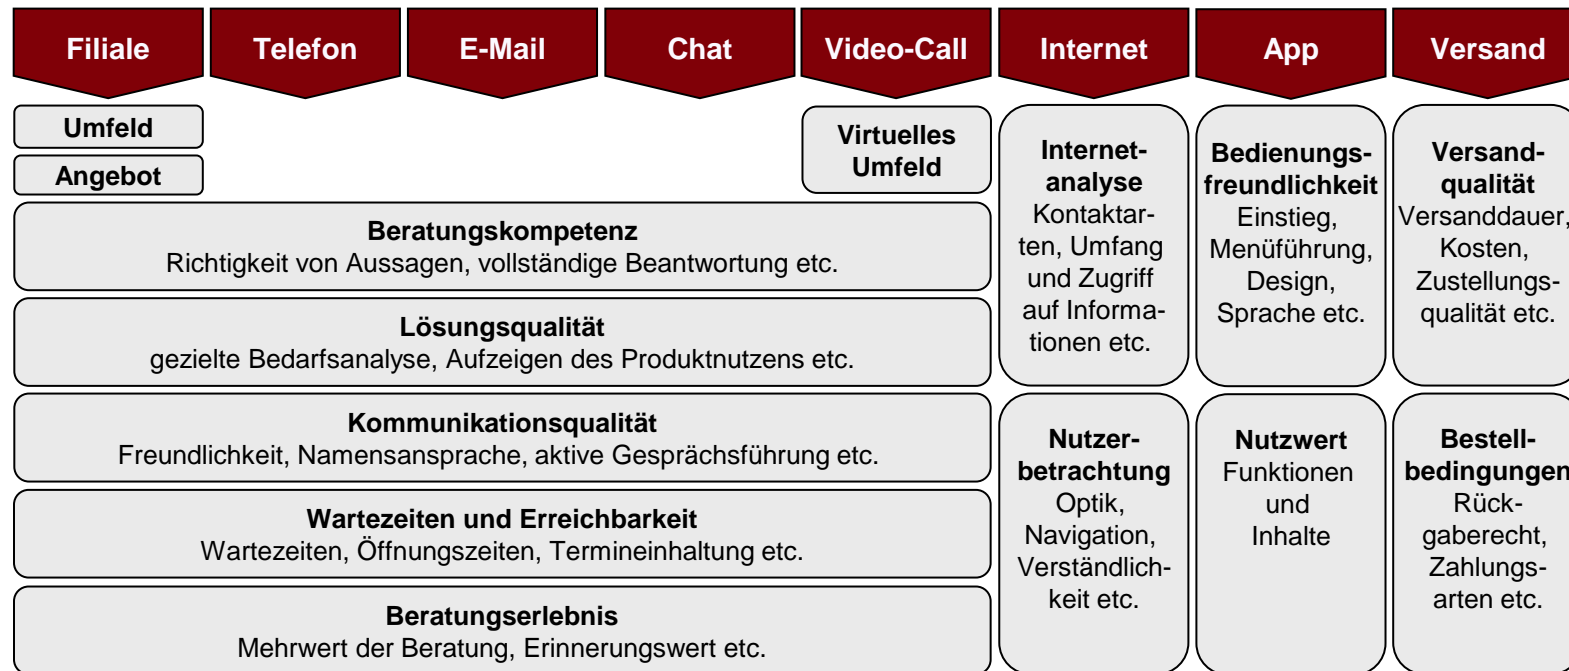 Filiale
Telefon
E-Mail
Chat
Video-Call
Internet
App
Versand
Umfeld
Angebot
Virtuelles
Umfeld
Beratungskompetenz
Richtigkeit von Aussagen, vollständige Beantwortung etc.
Lösungsqualität
gezielte Bedarfsanalyse, Aufzeigen des Produktnutzens etc.
Kommunikationsqualität
Freundlichkeit, Namensansprache, aktive Gesprächsführung etc.
Wartezeiten und Erreichbarkeit
Wartezeiten, Öffnungszeiten, Termineinhaltung etc.
Beratungserlebnis
Mehrwert der Beratung, Erinnerungswert etc.
Internet-
analyse
Kontaktar-
ten, Umfang
und Zugriff
auf Informa-
tionen etc.
Nutzer-
betrachtung
Optik,
Navigation,
Verständlich-
keit etc.
Bedienungs-
freundlichkeit
Einstieg,
Menüführung,
Design,
Sprache etc.
Nutzwert
Funktionen
und
Inhalte
Versand-
qualität
Versanddauer,
Kosten,
Zustellungs-
qualität etc.
Bestell-
bedingungen
Rück-
gaberecht,
Zahlungs-
arten etc.